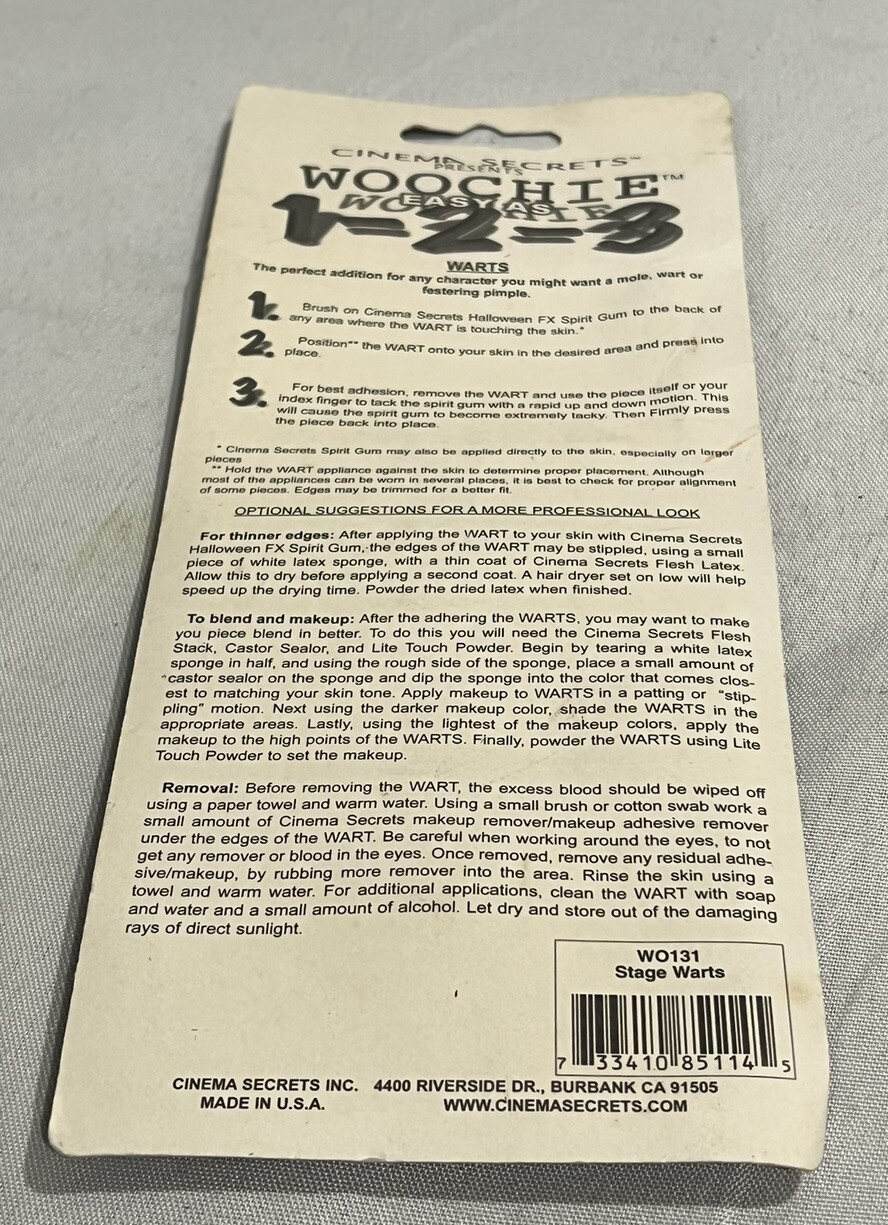 CINEMA SECRETS™
PRESENTS
WOOCHIE™
WOOCHIE
EASY AS
1-2-3
WARTS
The perfect addition for any character you might want a mole, wart or
festering pimple.
1. Brush on Cinema Secrets Halloween FX Spirit Gum to the back of
any area where the WART is touching the skin.*
2. Position** the WART onto your skin in the desired area and press into
place.
3. For best adhesion, remove the WART and use the piece itself or your
index finger to tack the spirit gum with a rapid up and down motion. This
will cause the spirit gum to become extremely tacky. Then Firmly press
the piece back into place.
* Cinema Secrets Spirit Gum may also be applied directly to the skin, especially on larger
pieces
** Hold the WART appliance against the skin to determine proper placement. Although
most of the appliances can be worn in several places, it is best to check for proper alignment
of some pieces. Edges may be trimmed for a better fit.
OPTIONAL SUGGESTIONS FOR A MORE PROFESSIONAL LOOK
For thinner edges: After applying the WART to your skin with Cinema Secrets
Halloween FX Spirit Gum, the edges of the WART may be stippled, using a small
piece of white latex sponge, with a thin coat of Cinema Secrets Flesh Latex.
Allow this to dry before applying a second coat. A hair dryer set on low will help
speed up the drying time. Powder the dried latex when finished.
To blend and makeup: After the adhering the WARTS, you may want to make
you piece blend in better. To do this you will need the Cinema Secrets Flesh
Stack, Castor Sealor, and Lite Touch Powder. Begin by tearing a white latex
sponge in half, and using the rough side of the sponge, place a small amount of
castor sealor on the sponge and dip the sponge into the color that comes clos-
est to matching your skin tone. Apply makeup to WARTS in a patting or "stip-
pling" motion. Next using the darker makeup color, shade the WARTS in the
appropriate areas. Lastly, using the lightest of the makeup colors, apply the
makeup to the high points of the WARTS. Finally, powder the WARTS using Lite
Touch Powder to set the makeup.
Removal: Before removing the WART, the excess blood should be wiped off
using a paper towel and warm water. Using a small brush or cotton swab work a
small amount of Cinema Secrets makeup remover/makeup adhesive remover
under the edges of the WART. Be careful when working around the eyes, to not
get any remover or blood in the eyes. Once removed, remove any residual adhe-
sive/makeup, by rubbing more remover into the area. Rinse the skin using a
towel and warm water. For additional applications, clean the WART with soap
and water and a small amount of alcohol. Let dry and store out of the damaging
rays of direct sunlight.
WO131
Stage Warts
7 33410 85114 5
CINEMA SECRETS INC. 4400 RIVERSIDE DR., BURBANK CA 91505
MADE IN U.S.A. WWW.CINEMASECRETS.COM